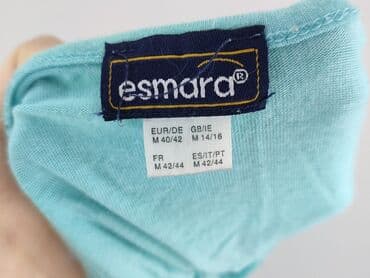 esmara®
EUR/DE GB/IE
M 40/42 M 14/16
FR ES/IT/PT
M 42/44 M 42/44